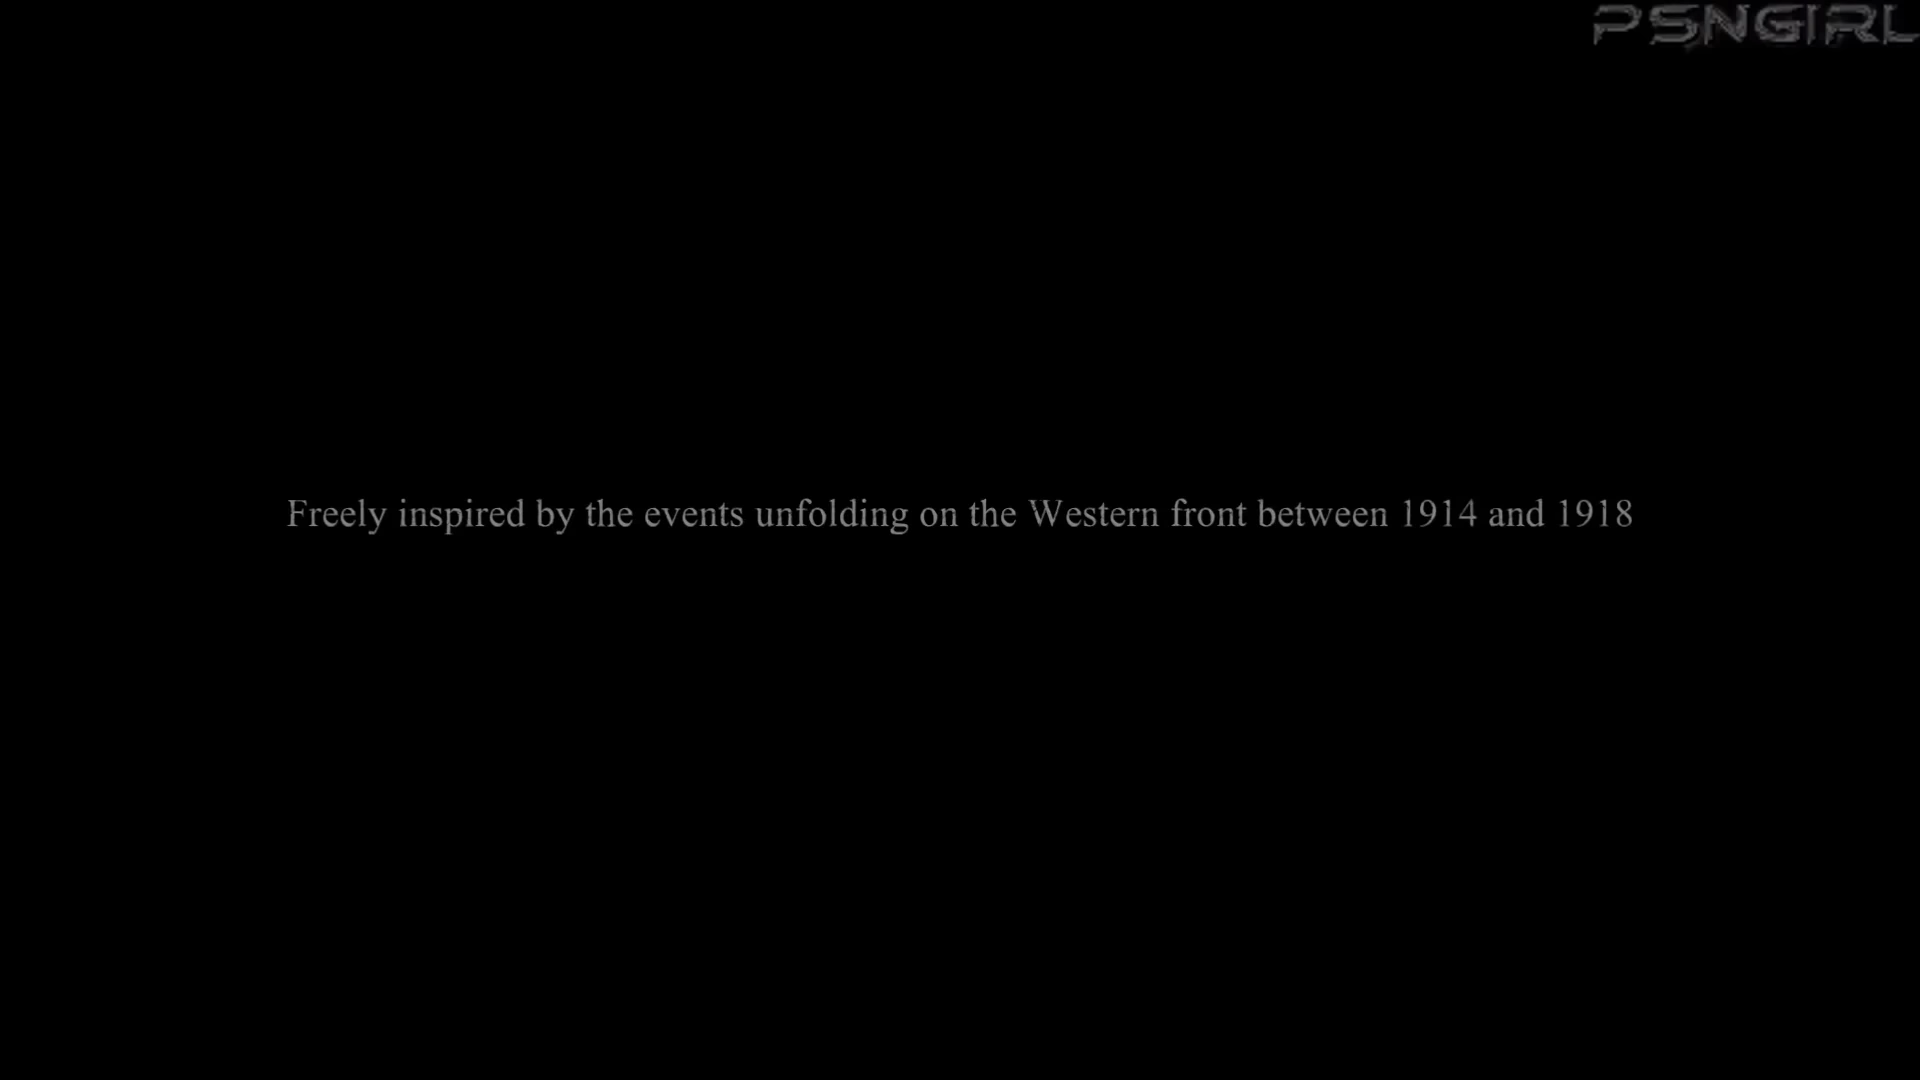 PSNGIRL
Freely inspired by the events unfolding on the Western front between 1914 and 1918